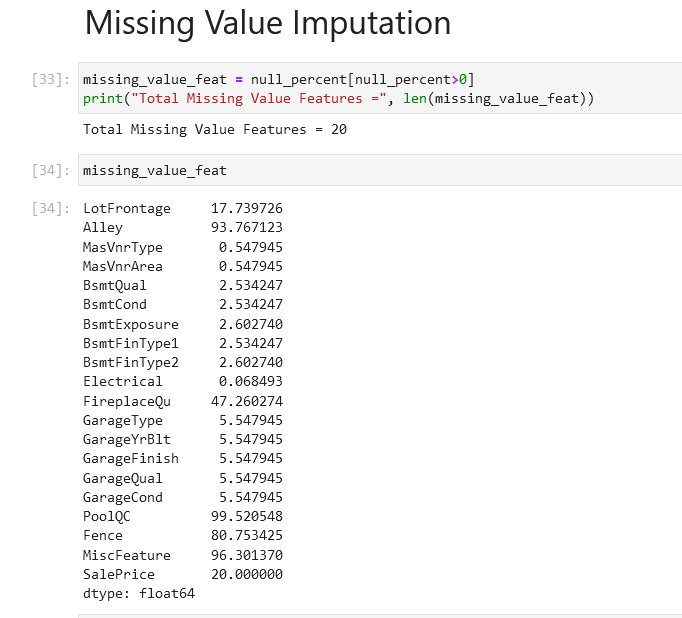 Missing Value Imputation
[33]: missing_value_feat = null_percent[null_percent>0]
print("Total Missing Value Features =", len(missing_value_feat))
Total Missing Value Features = 20
[34]: missing_value_feat
[34]: LotFrontage 17.739726
Alley 93.767123
MasVnrType 0.547945
MasVnrArea 0.547945
BsmtQual 2.534247
BsmtCond 2.534247
BsmtExposure 2.602740
BsmtFinType1 2.534247
BsmtFinType2 2.602740
Electrical 0.068493
FireplaceQu 47.260274
GarageType 5.547945
GarageYrBlt 5.547945
GarageFinish 5.547945
GarageQual 5.547945
GarageCond 5.547945
PoolQC 99.520548
Fence 80.753425
MiscFeature 96.301370
SalePrice 20.000000
dtype: float64